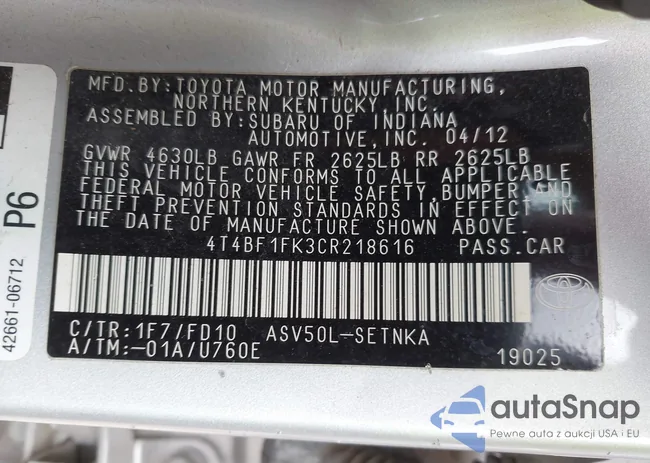 MFD.BY:TOYOTA MOTOR MANUFACTURING,
NORTHERN KENTUCKY,INC.
ASSEMBLED BY:SUBARU OF INDIANA
AUTOMOTIVE,INC. 04/12
GVWR 4630LB GAWR FR 2625LB RR 2625LB
THIS VEHICLE CONFORMS TO ALL APPLICABLE
FEDERAL MOTOR VEHICLE SAFETY,BUMPER,AND
THEFT PREVENTION STANDARDS IN EFFECT ON
THE DATE OF MANUFACTURE SHOWN ABOVE.
4T4BF1FK3CR218616 PASS.CAR
C/TR:1F7/FD10 ASV50L-SETNKA
A/TM:-01A/U760E 19025
P6
42661-06712
autoSnap
Pewne auta z aukcji USA i EU